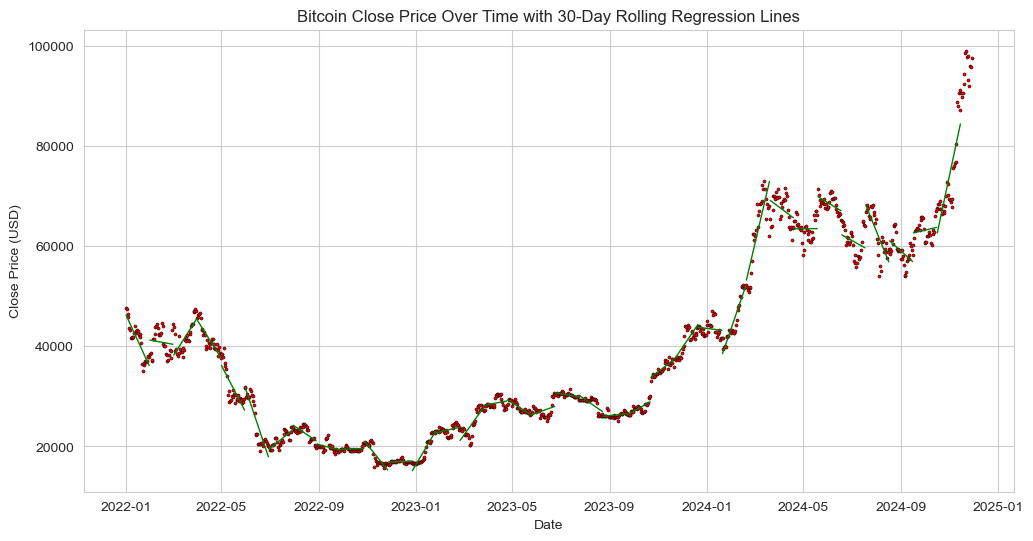 Bitcoin Close Price Over Time with 30-Day Rolling Regression Lines
Close Price (USD)
100000
80000
60000
40000
20000
2022-01 2022-05 2022-09 2023-01 2023-05 2023-09 2024-01 2024-05 2024-09 2025-01
Date